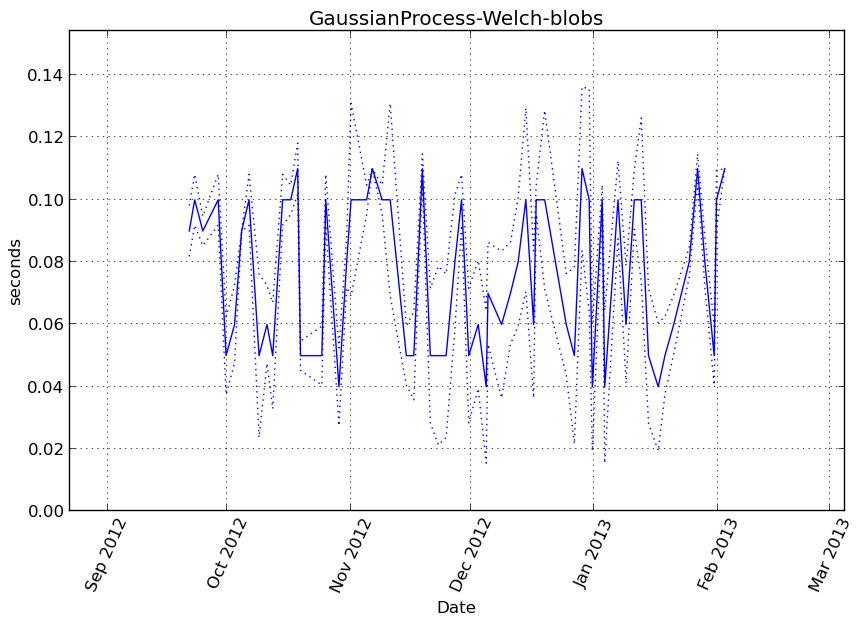 GaussianProcess-Welch-blobs
0.14
0.12
0.10
0.08
0.06
0.04
0.02
0.00
seconds
Sep 2012
Oct 2012
Nov 2012
Dec 2012
Jan 2013
Feb 2013
Mar 2013
Date